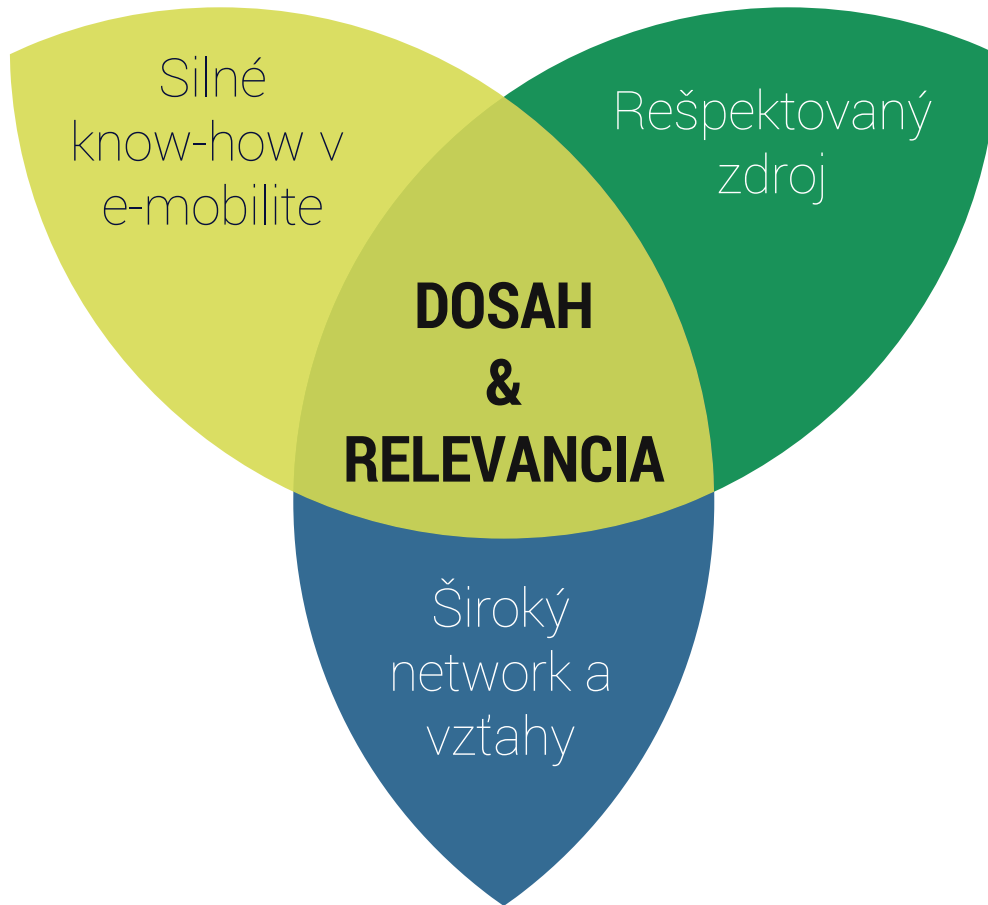 Silné
know-how v
e-mobilite
Rešpektovaný
zdroj
DOSAH
&
RELEVANCIA
Široký
network a
vzťahy